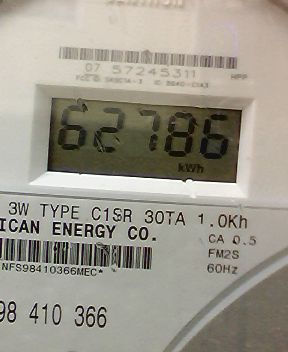 07 57245311 HPP
62786
kWh
3W TYPE C1SR 30TA 1.0Kh
ICAN ENERGY CO.
CA 0.5
FM2S
60Hz
NFS98410366MEC*
98 410 366